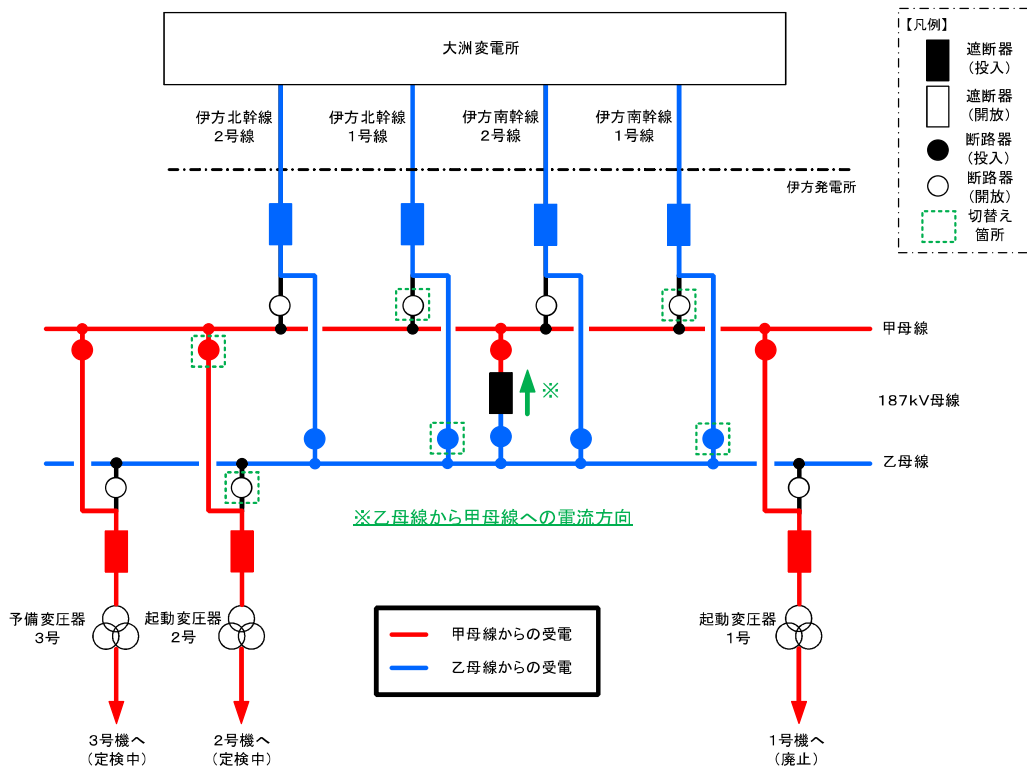 大洲変電所
【凡例】
遮断器
(投入)
遮断器
(開放)
断路器
(投入)
断路器
(開放)
切替え
箇所
伊方北幹線
2号線
伊方北幹線
1号線
伊方南幹線
2号線
伊方南幹線
1号線
伊方発電所
甲母線
※
187kV母線
乙母線
※乙母線から甲母線への電流方向
予備変圧器
3号
起動変圧器
2号
起動変圧器
1号
甲母線からの受電
乙母線からの受電
3号機へ
(定検中)
2号機へ
(定検中)
1号機へ
(廃止)